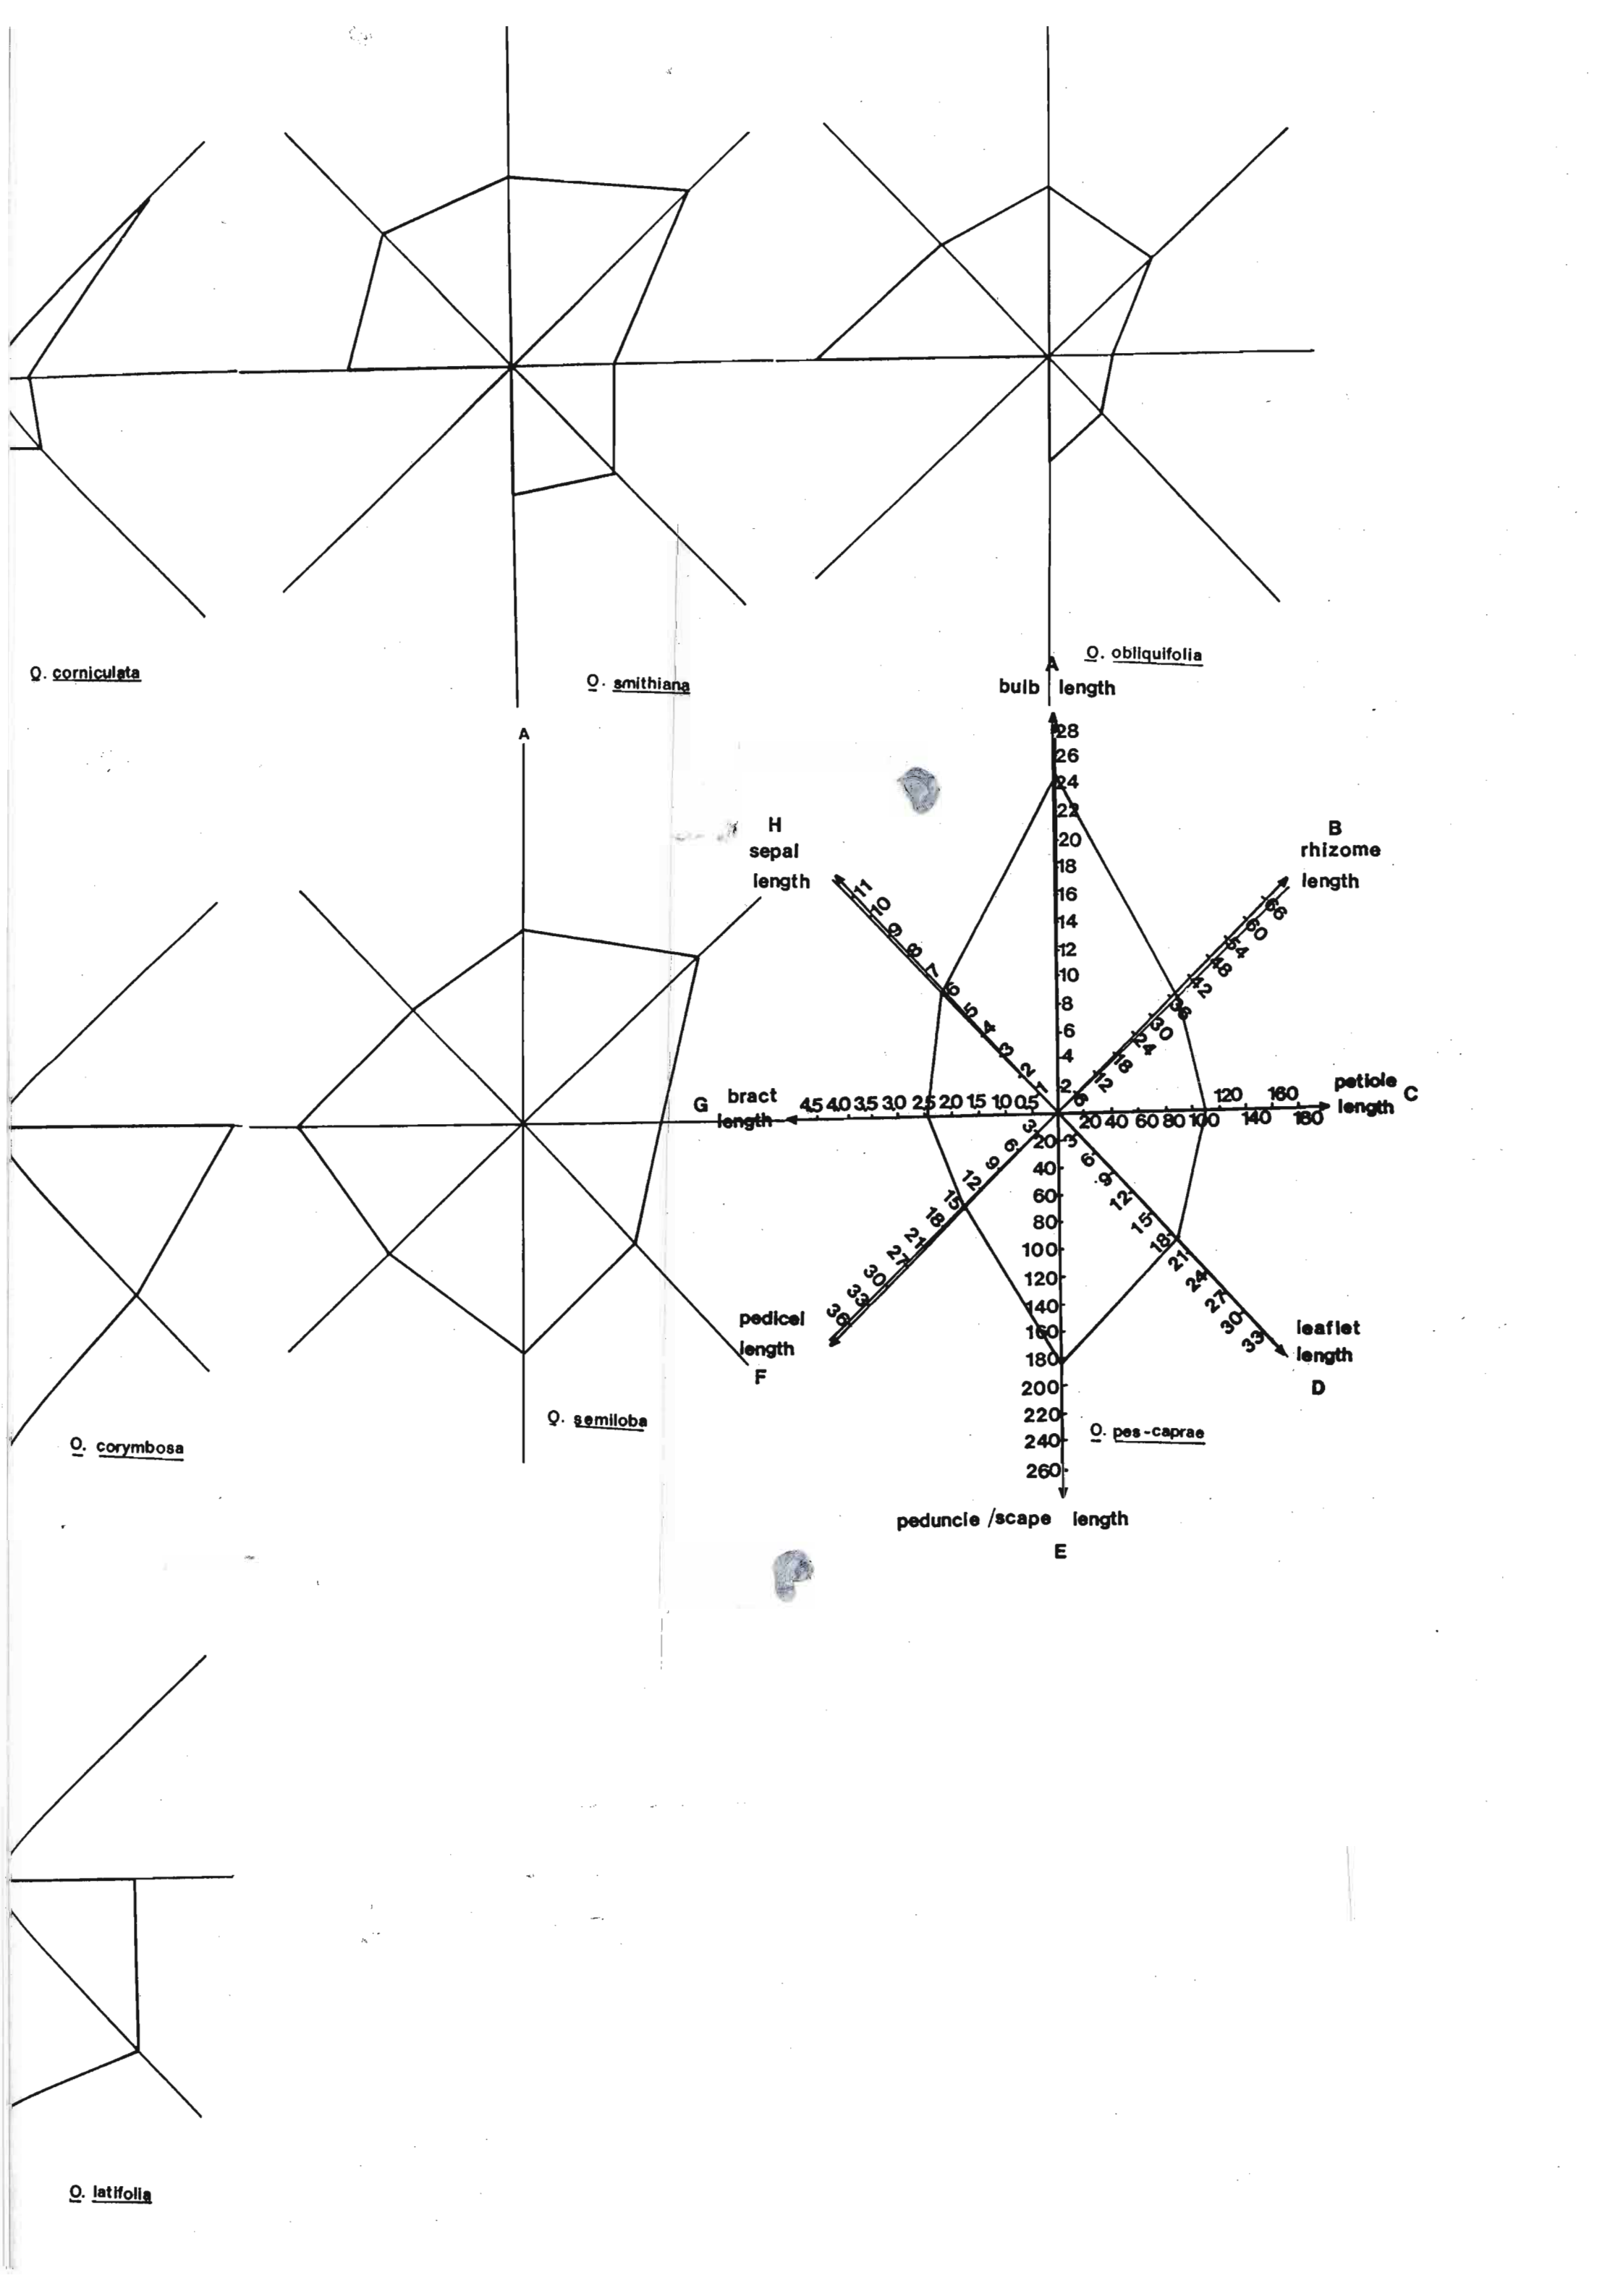 O. corniculata
O. smithiana
O. obliquifolia
A
bulb length
A
28
26
24
22
20
18
16
14
12
10
8
6
4
2
H
sepal
length
11
10
9
8
7
6
5
4
3
2
1
B
rhizome
length
66
60
54
48
42
36
30
24
18
12
6
G
bract
length
4.5 4.0 3.5 3.0 2.5 2.0 1.5 1.0 0.5
petiole
length C
120 160
20 40 60 80 100 140 180
3
6
9
12
15
18
21
27
30
33
36
pedicel
length
F
20
40
60
80
100
120
140
160
180
200
220
240
260
3
6
9
12
15
18
21
24
27
30
33
leaflet
length
D
O. corymbosa
O. semiloba
O. pes-caprae
peduncle /scape length
E
O. latifolia